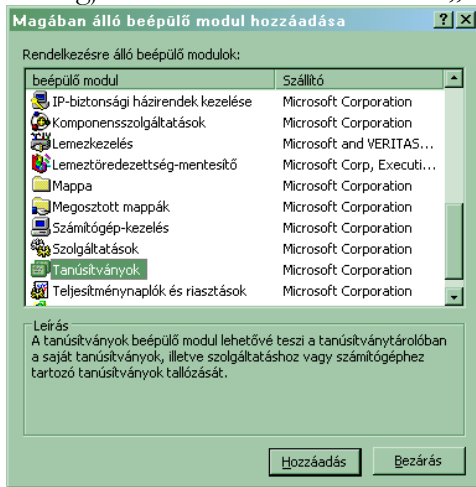 Magában álló beépülő modul hozzáadása
Rendelkezésre álló beépülő modulok:
beépülő modul Szállító
IP-biztonsági házirendek kezelése Microsoft Corporation
Komponensszolgáltatások Microsoft Corporation
Lemezkezelés Microsoft and VERITAS...
Lemeztöredezettség-mentesítő Microsoft Corp, Executi...
Mappa Microsoft Corporation
Megosztott mappák Microsoft Corporation
Számítógép-kezelés Microsoft Corporation
Szolgáltatások Microsoft Corporation
Tanúsítványok Microsoft Corporation
Teljesítménynaplók és riasztások Microsoft Corporation
Leírás
A tanúsítványok beépülő modul lehetővé teszi a tanúsítványtárolóban
a saját tanúsítványok, illetve szolgáltatáshoz vagy számítógéphez
tartozó tanúsítványok tallózását.
Hozzáadás Bezárás